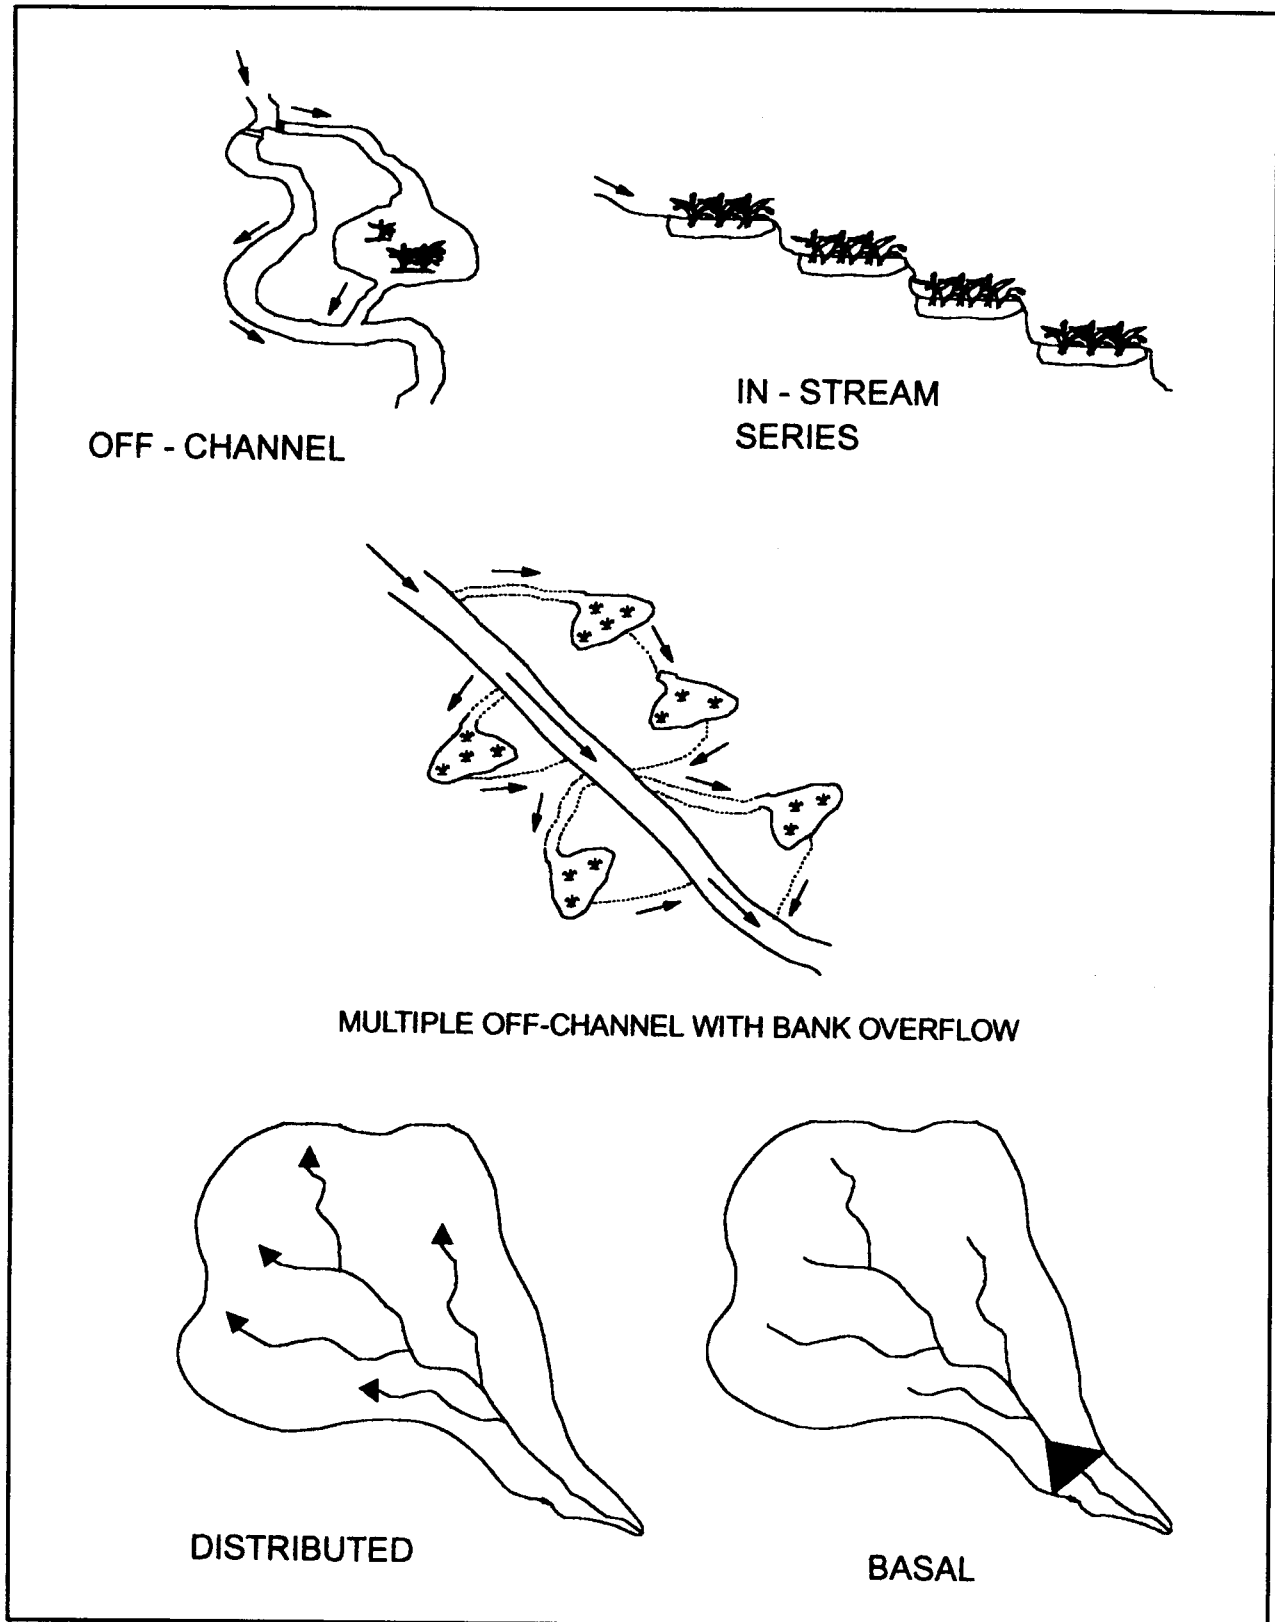 OFF - CHANNEL
IN - STREAM
SERIES
MULTIPLE OFF-CHANNEL WITH BANK OVERFLOW
DISTRIBUTED
BASAL